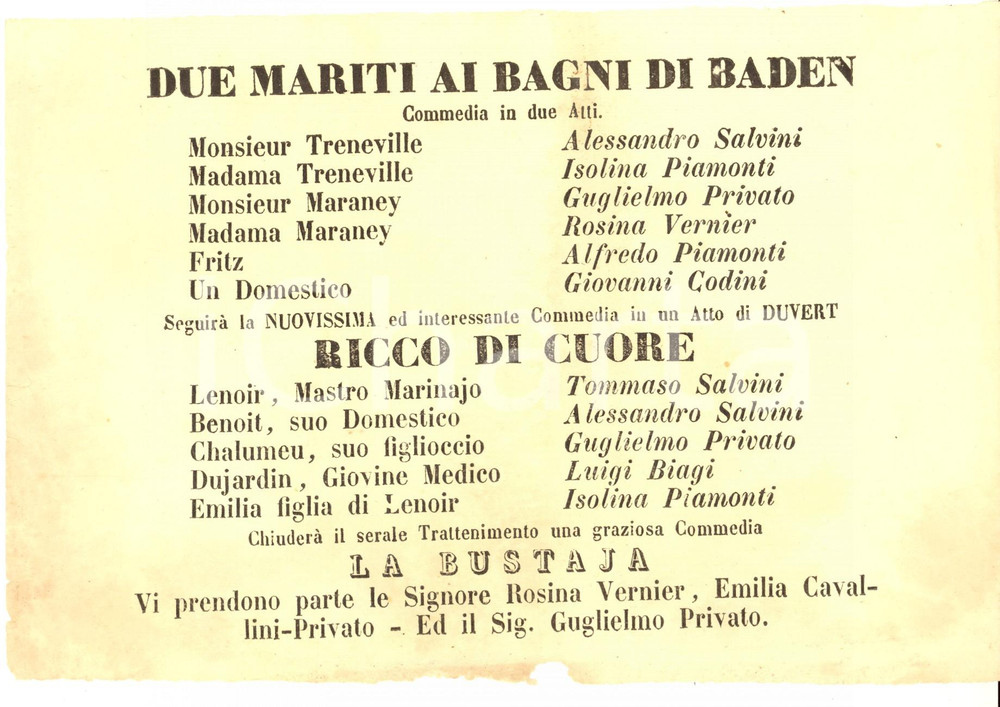 DUE MARITI AI BAGNI DI BADEN
Commedia in due Atti.
Monsieur Treneville Alessandro Salvini
Madama Treneville Isolina Piamonti
Monsieur Maraney Guglielmo Privato
Madama Maraney Rosina Vernier
Fritz Alfredo Piamonti
Un Domestico Giovanni Codini
Seguirà la NUOVISSIMA ed interessante Commedia in un Atto di DUVERT
RICCO DI CUORE
Lenoir, Mastro Marinajo Tommaso Salvini
Benoit, suo Domestico Alessandro Salvini
Chalumeu, suo figlioccio Guglielmo Privato
Dujardin, Giovine Medico Luigi Biagi
Emilia figlia di Lenoir Isolina Piamonti
Chiuderà il serale Trattenimento una graziosa Commedia
LA BUSTAJA
Vi prendono parte le Signore Rosina Vernier, Emilia Caval-
lini-Privato - Ed il Sig. Guglielmo Privato.